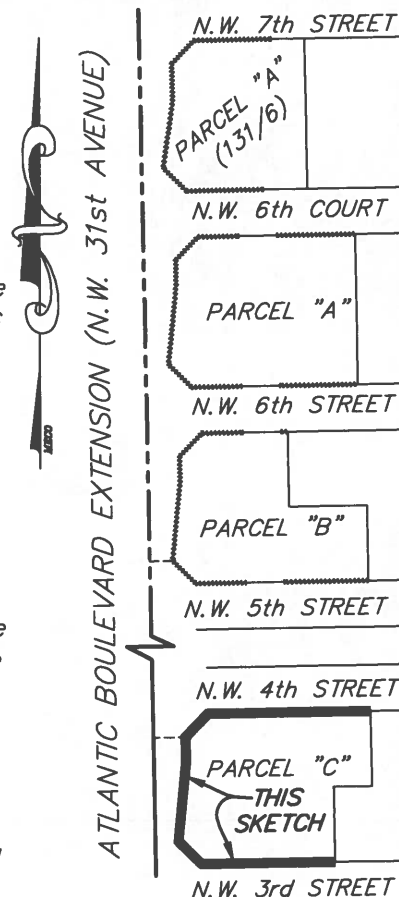 N.W. 7th STREET
PARCEL "A"
(131/6)
N.W. 6th COURT
PARCEL "A"
N.W. 6th STREET
PARCEL "B"
N.W. 5th STREET
N.W. 4th STREET
PARCEL "C"
THIS
SKETCH
N.W. 3rd STREET
ATLANTIC BOULEVARD EXTENSION (N.W. 31st AVENUE)